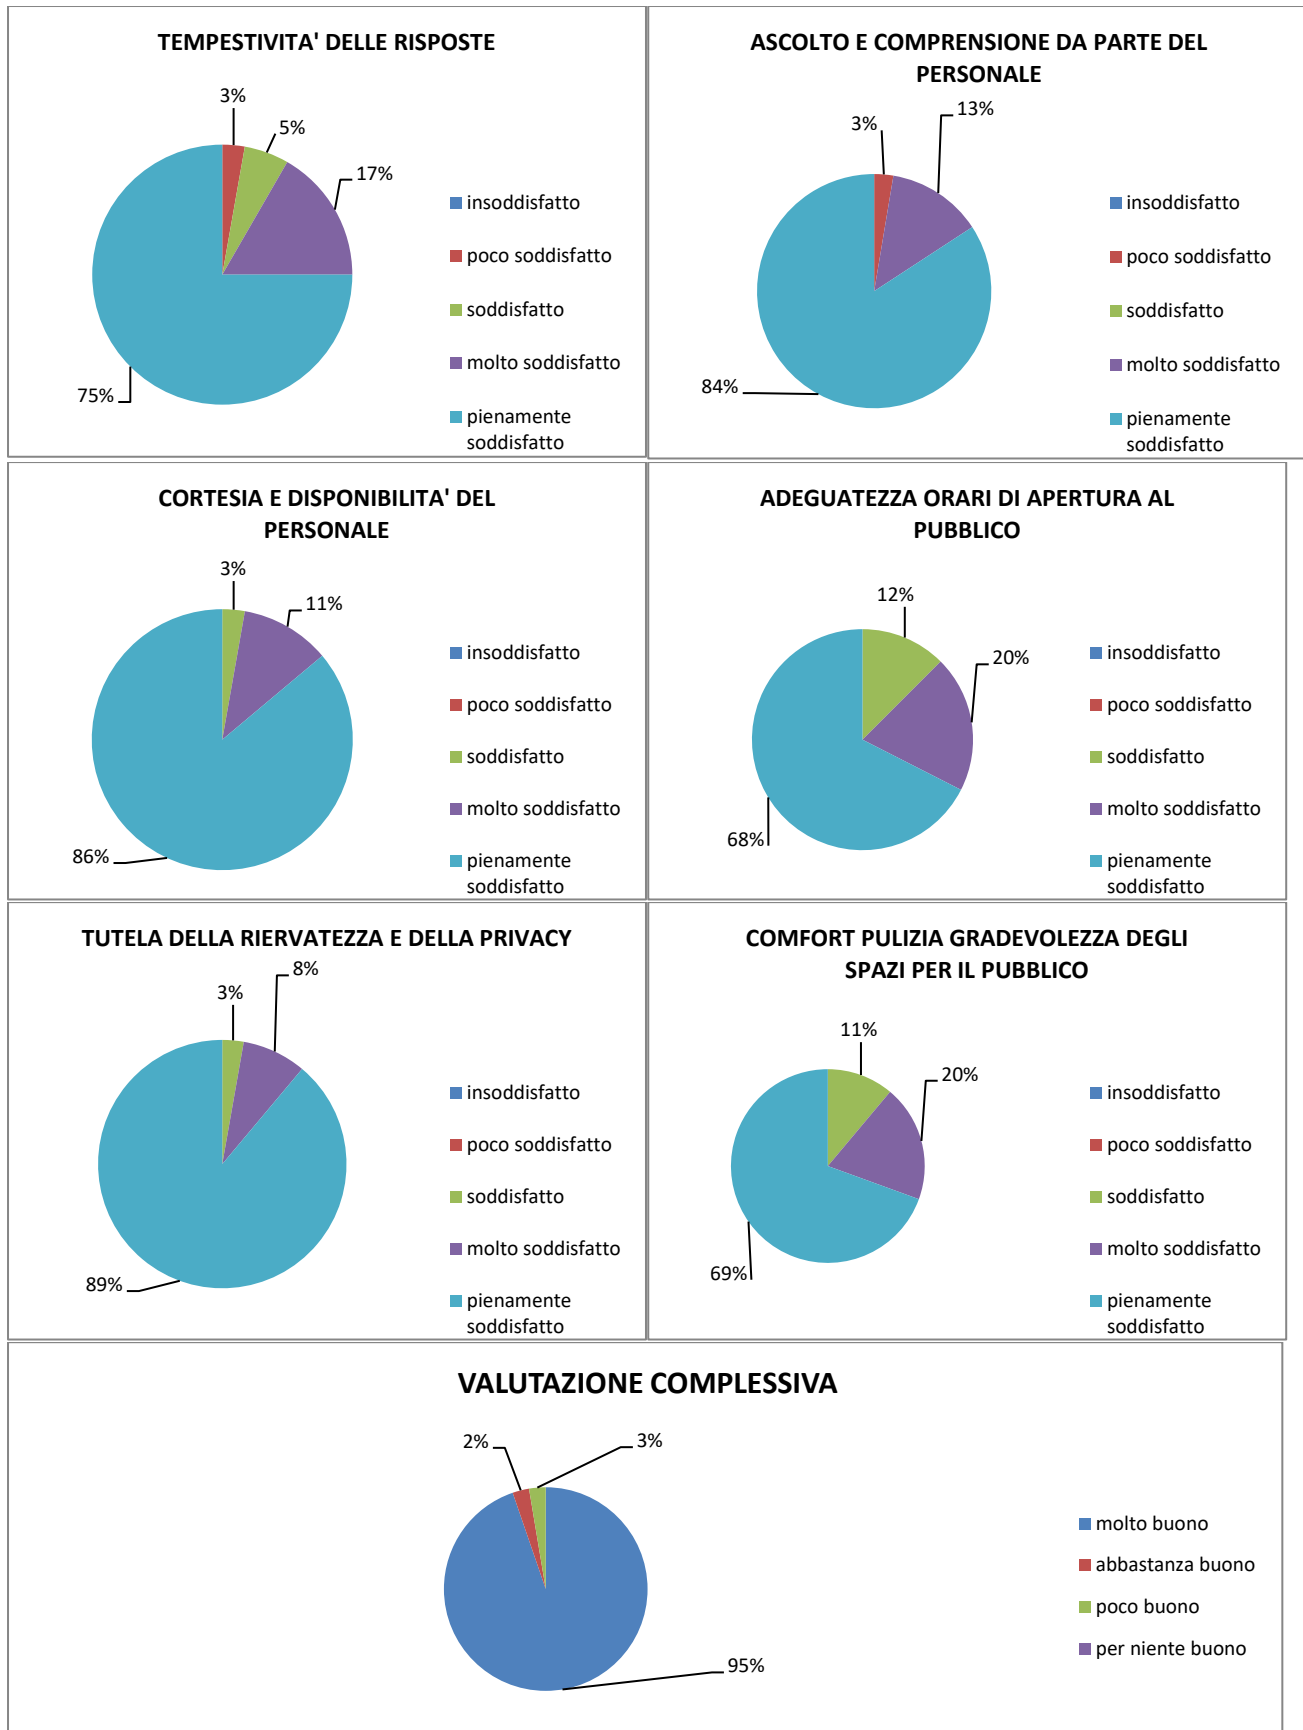 TEMPESTIVITA' DELLE RISPOSTE
3%
5%
17%
75%
insoddisfatto
poco soddisfatto
soddisfatto
molto soddisfatto
pienamente
soddisfatto
ASCOLTO E COMPRENSIONE DA PARTE DEL
PERSONALE
3%
13%
84%
insoddisfatto
poco soddisfatto
soddisfatto
molto soddisfatto
pienamente
soddisfatto
CORTESIA E DISPONIBILITA' DEL
PERSONALE
3%
11%
86%
insoddisfatto
poco soddisfatto
soddisfatto
molto soddisfatto
pienamente
soddisfatto
ADEGUATEZZA ORARI DI APERTURA AL
PUBBLICO
12%
20%
68%
insoddisfatto
poco soddisfatto
soddisfatto
molto soddisfatto
pienamente
soddisfatto
TUTELA DELLA RIERVATEZZA E DELLA PRIVACY
8%
3%
89%
insoddisfatto
poco soddisfatto
soddisfatto
molto soddisfatto
pienamente
soddisfatto
COMFORT PULIZIA GRADEVOLEZZA DEGLI
SPAZI PER IL PUBBLICO
11%
20%
69%
insoddisfatto
poco soddisfatto
soddisfatto
molto soddisfatto
pienamente
soddisfatto
VALUTAZIONE COMPLESSIVA
2%
3%
95%
molto buono
abbastanza buono
poco buono
per niente buono